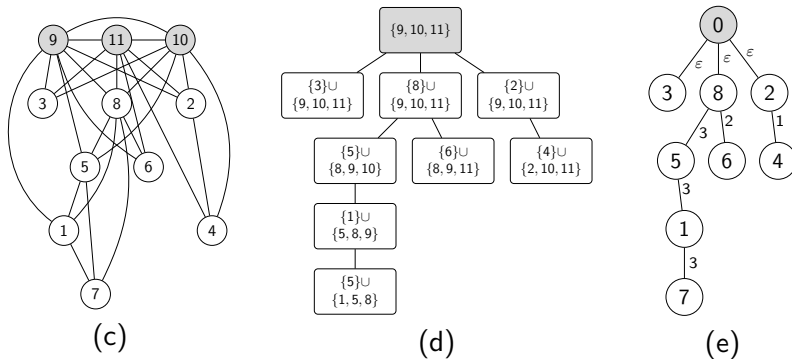 9 11 10
3 8 2
5 6
1 4
7
(c)
{9, 10, 11}
{3}∪
{9, 10, 11}
{8}∪
{9, 10, 11}
{2}∪
{9, 10, 11}
{5}∪
{8, 9, 10}
{6}∪
{8, 9, 11}
{4}∪
{2, 10, 11}
{1}∪
{5, 8, 9}
{5}∪
{1, 5, 8}
(d)
0
ε ε ε
3 8 2
3 2 1
5 6 4
3
1
3
7
(e)